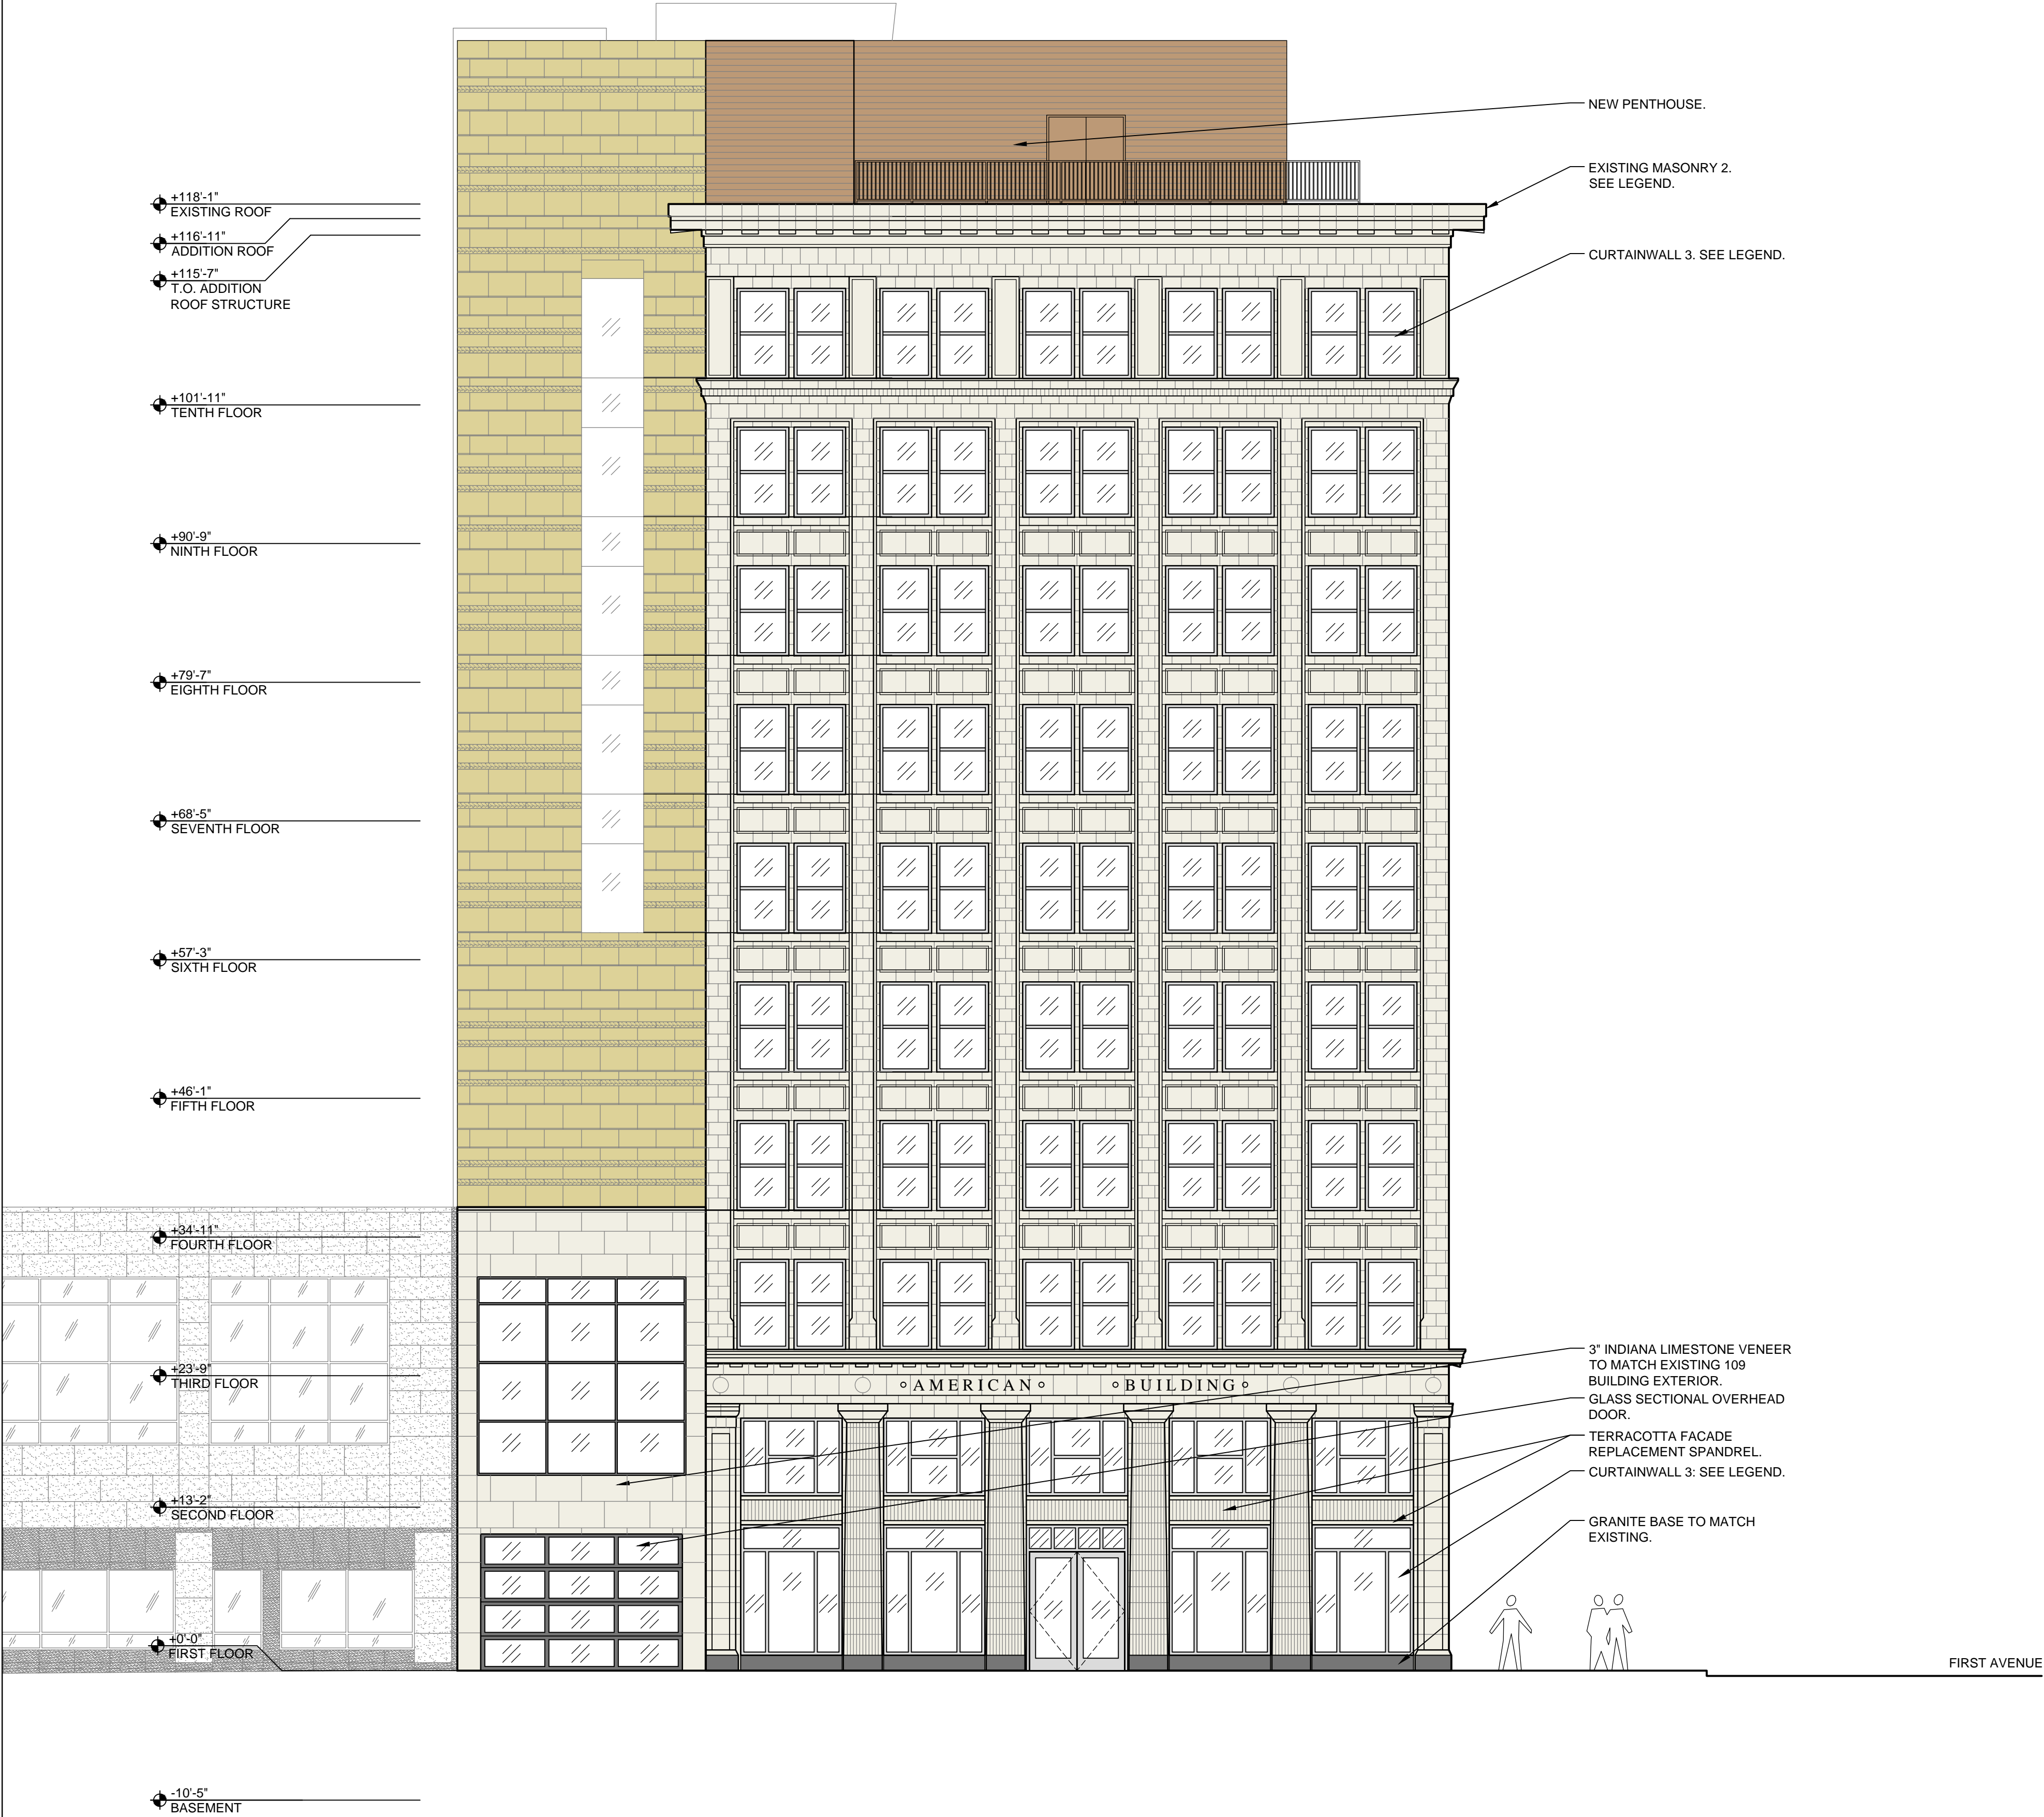 NEW PENTHOUSE.
EXISTING MASONRY 2.
SEE LEGEND.
+118'-1"
EXISTING ROOF
+116'-11"
ADDITION ROOF
CURTAINWALL 3. SEE LEGEND.
+115'-7"
T.O. ADDITION
ROOF STRUCTURE
+101'-11"
TENTH FLOOR
+90'-9"
NINTH FLOOR
+79'-7"
EIGHTH FLOOR
+68'-5"
SEVENTH FLOOR
+57'-3"
SIXTH FLOOR
+46'-1"
FIFTH FLOOR
+34'-11"
FOURTH FLOOR
+23'-9"
THIRD FLOOR
AMERICAN BUILDING
3" INDIANA LIMESTONE VENEER
TO MATCH EXISTING 109
BUILDING EXTERIOR.
GLASS SECTIONAL OVERHEAD
DOOR.
TERRACOTTA FACADE
REPLACEMENT SPANDREL.
CURTAINWALL 3: SEE LEGEND.
+13'-2"
SECOND FLOOR
GRANITE BASE TO MATCH
EXISTING.
+0'-0"
FIRST FLOOR
FIRST AVENUE
-10'-5"
BASEMENT